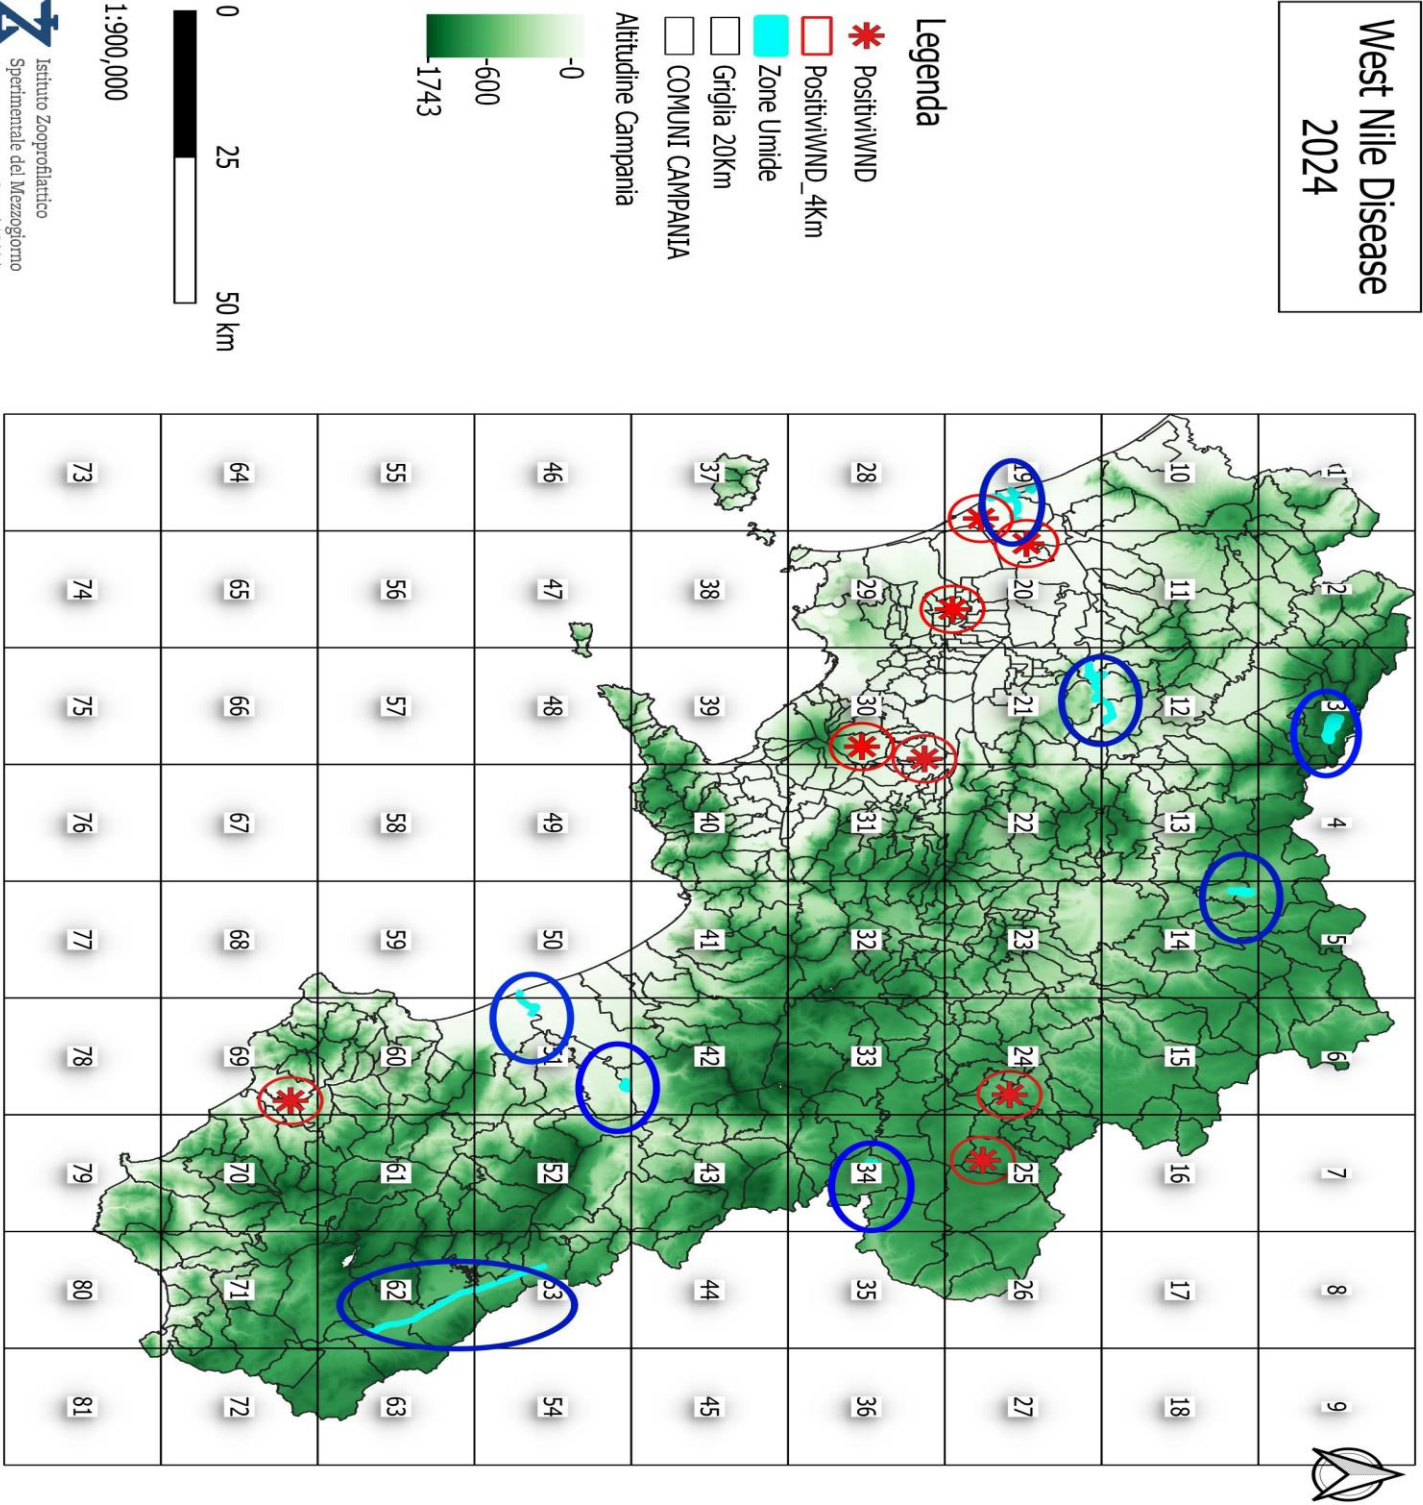 West Nile Disease
2024
Legenda
PositiviWND
PositiviWND_4Km
Zone Umide
Griglia 20Km
COMUNI CAMPANIA
Altitudine Campania
0
600
1743
0 25 50 km
1:900,000
Istituto Zooprofilattico
Sperimentale del Mezzogiorno
1 2 3 4 5 6 7 8 9
10 11 12 13 14 15 16 17 18
19 20 21 22 23 24 25 26 27
28 29 30 31 32 33 34 35 36
37 38 39 40 41 42 43 44 45
46 47 48 49 50 51 52 53 54
55 56 57 58 59 60 61 62 63
64 65 66 67 68 69 70 71 72
73 74 75 76 77 78 79 80 81